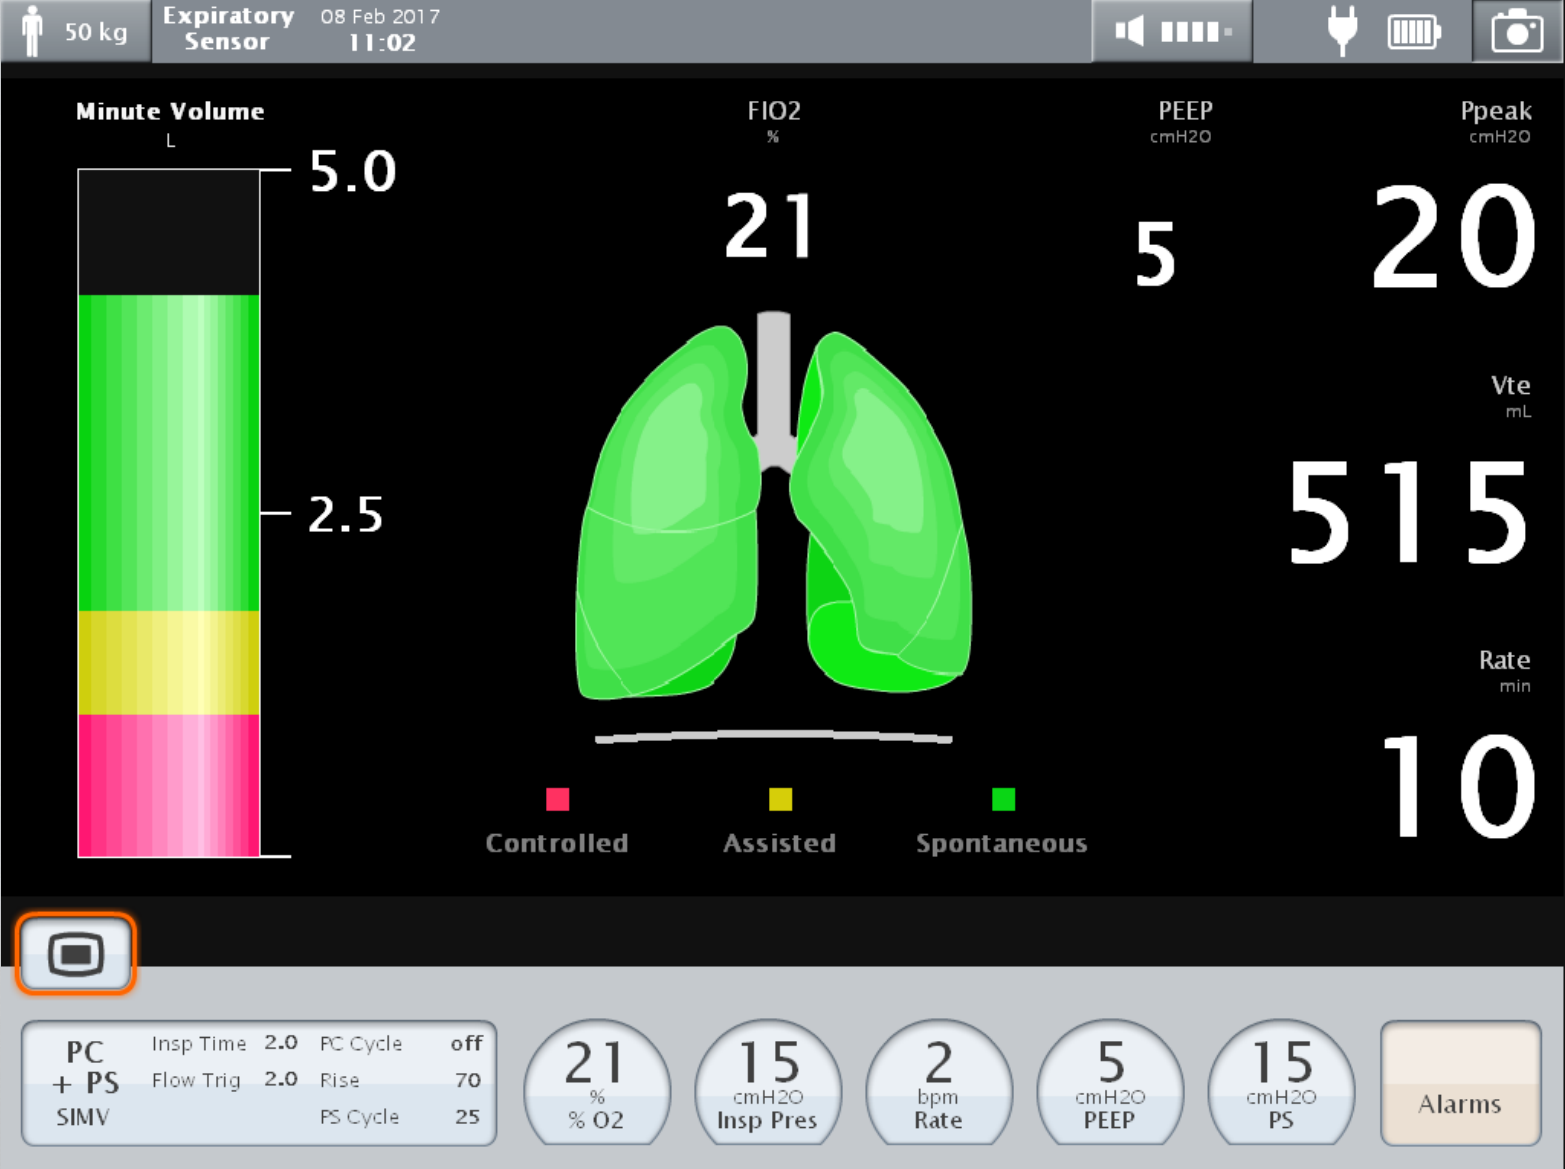 50 kg
Expiratory
Sensor
08 Feb 2017
11:02
Minute Volume
L
5.0
2.5
FIO2
%
21
PEEP
cmH2O
5
Ppeak
cmH2O
20
Vte
mL
515
Rate
min
10
Controlled
Assisted
Spontaneous
PC
+ PS
SIMV
Insp Time 2.0
Flow Trig 2.0
PC Cycle off
Rise 70
PS Cycle 25
21
%
% O2
15
cmH2O
Insp Pres
2
bpm
Rate
5
cmH2O
PEEP
15
cmH2O
PS
Alarms